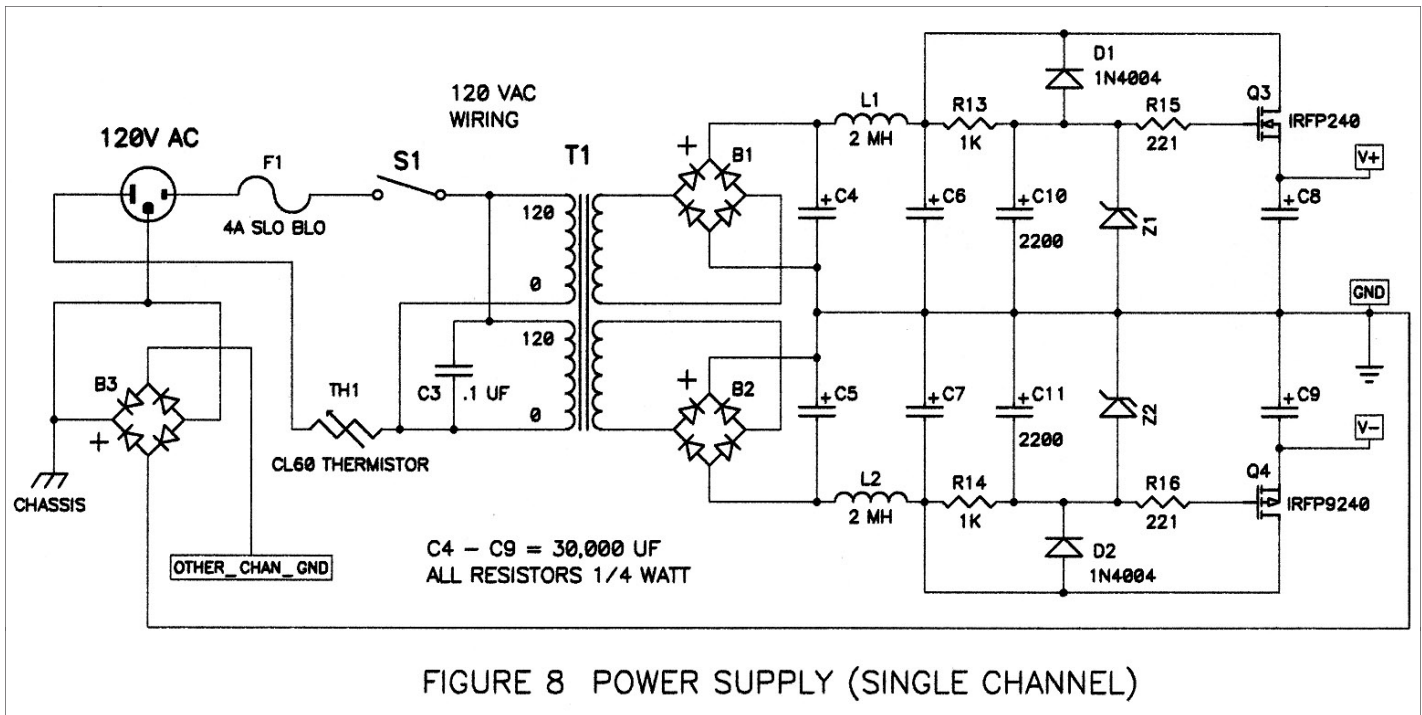 D1
1N4004
120 VAC
WIRING
L1
2 MH
R13
1K
R15
221
Q3
IRFP240
120V AC
F1
4A SLO BLO
S1
T1
+
B1
V+
120
0
+ C4
+ C6
+ C10
2200
Z1
+ C8
GND
120
0
C3
.1 UF
B3
+
TH1
CL60 THERMISTOR
+
B2
+ C5
+ C7
+ C11
2200
Z2
+ C9
V-
CHASSIS
L2
2 MH
R14
1K
R16
221
Q4
IRFP9240
C4 - C9 = 30,000 UF
ALL RESISTORS 1/4 WATT
D2
1N4004
OTHER_CHAN_GND
FIGURE 8 POWER SUPPLY (SINGLE CHANNEL)